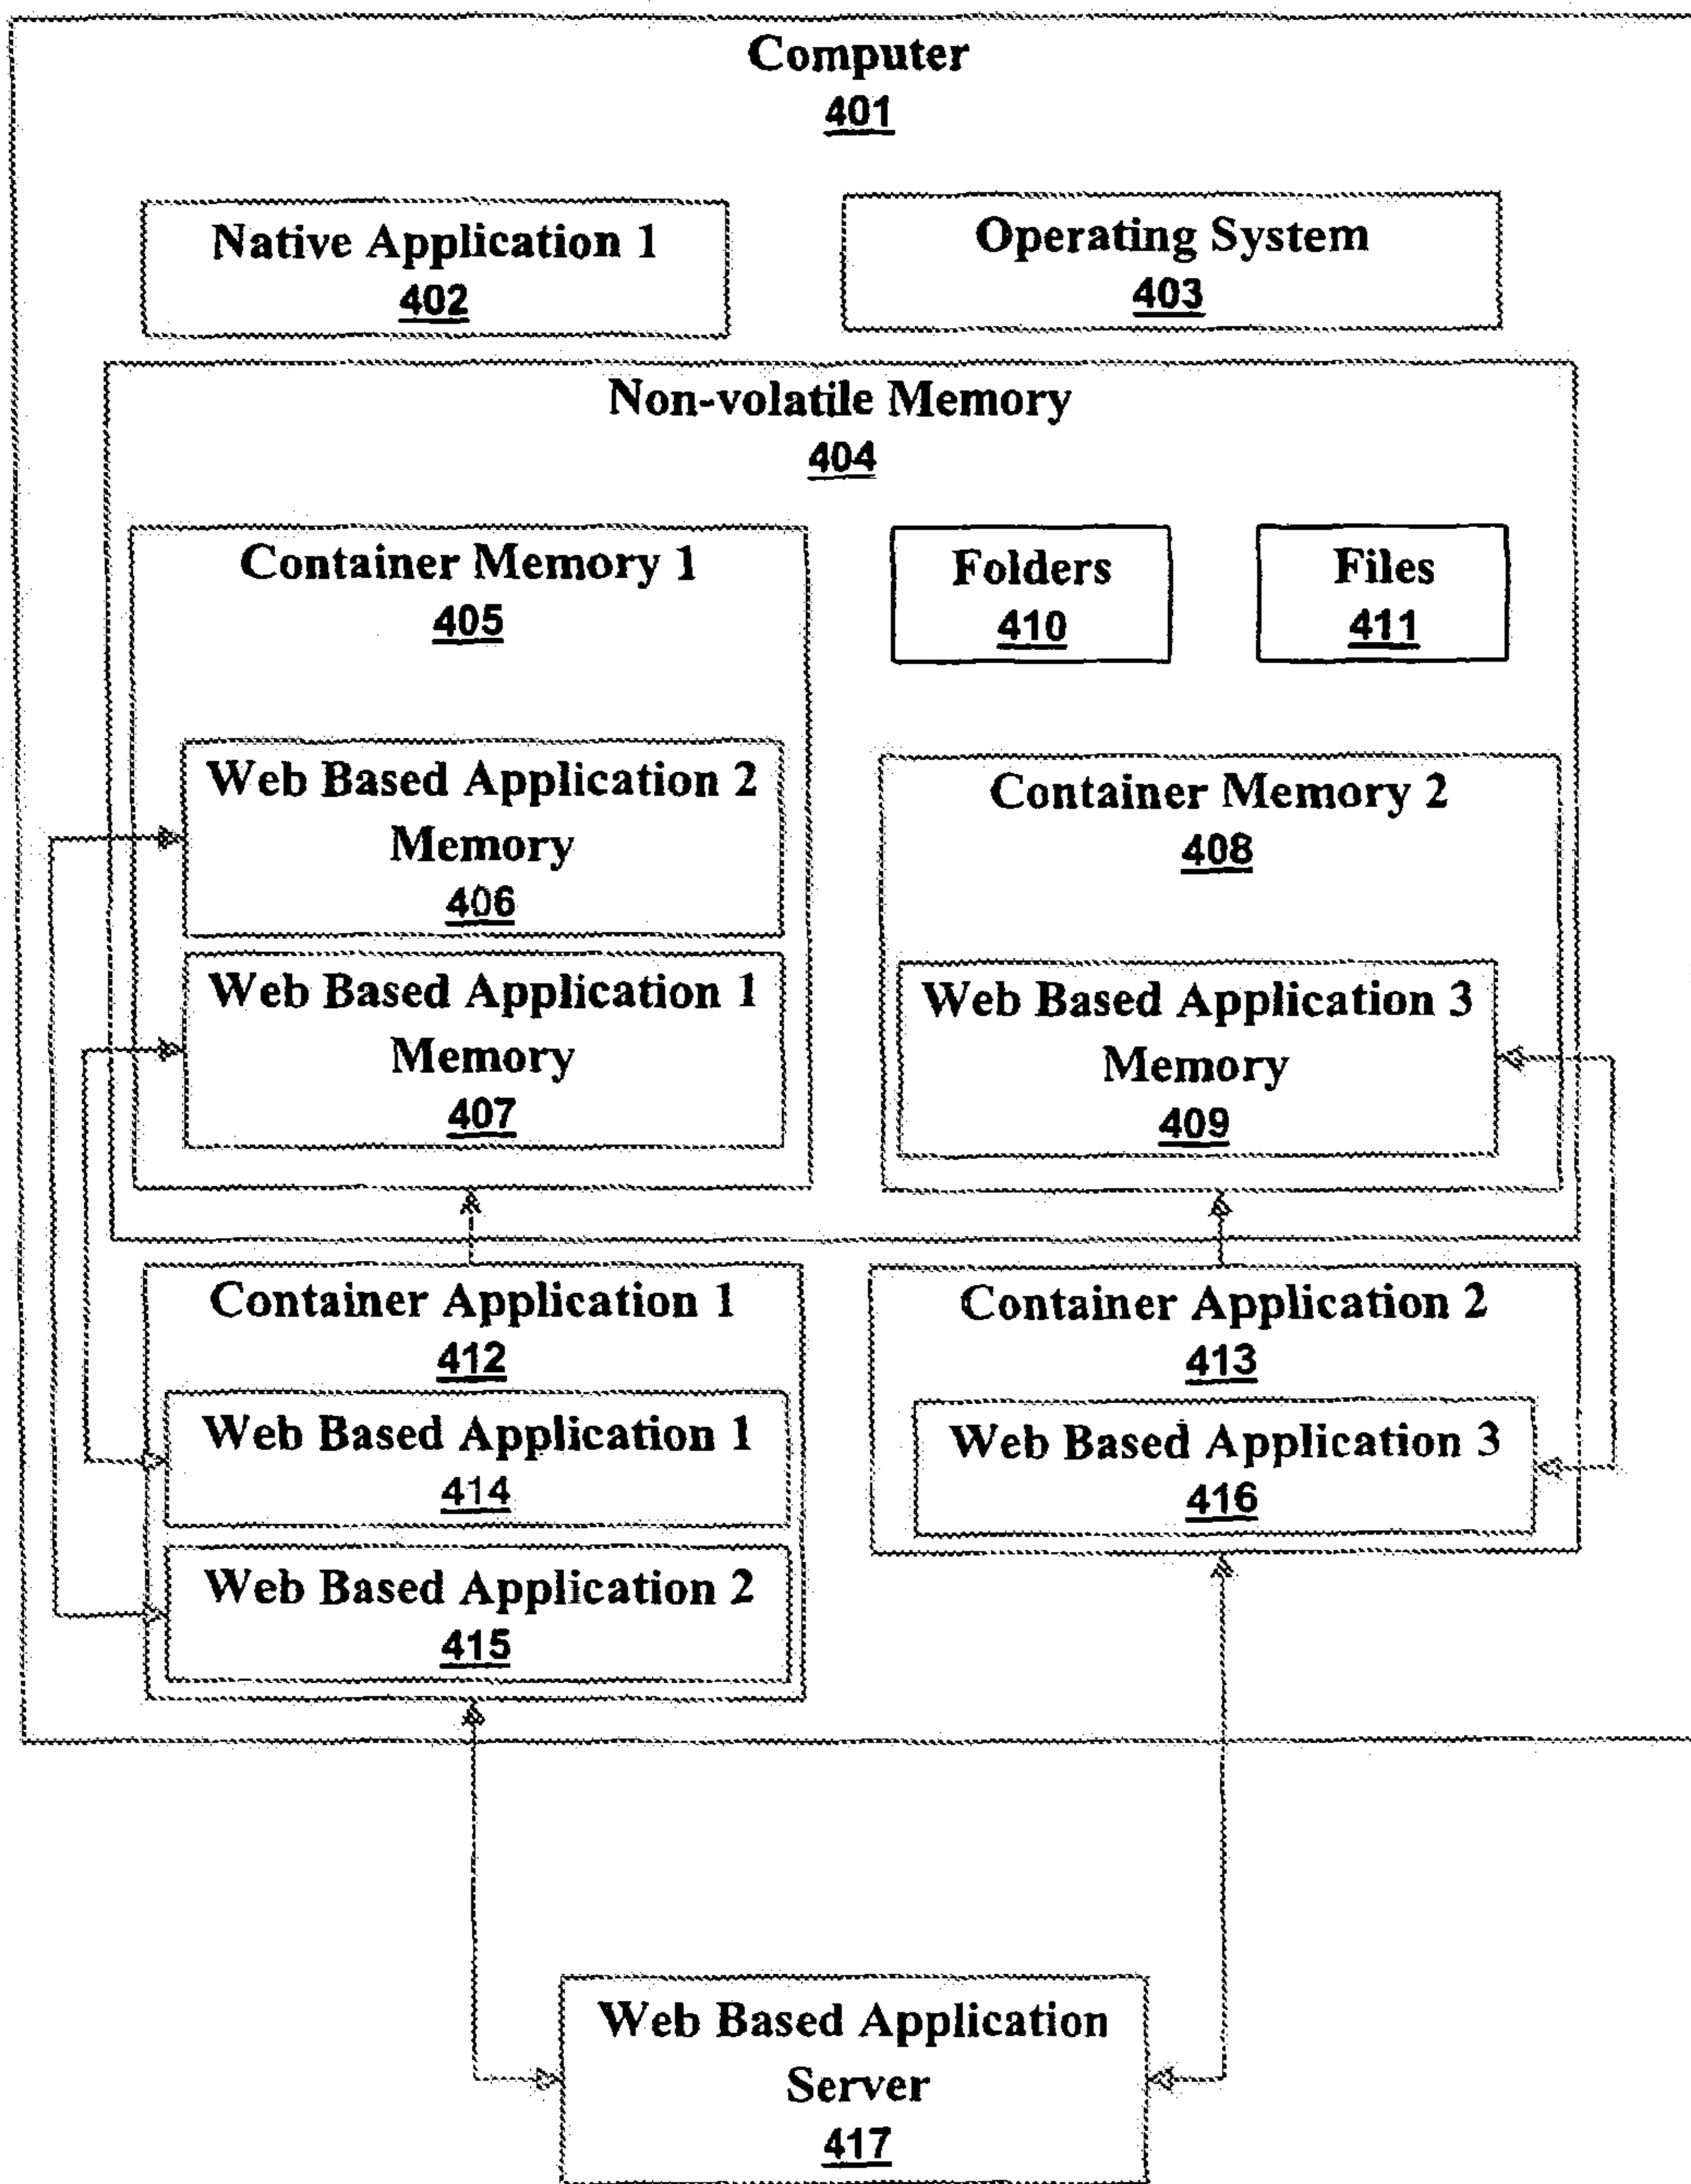 Computer
401
Native Application 1
402
Operating System
403
Non-volatile Memory
404
Container Memory 1
405
Folders
410
Files
411
Web Based Application 2
Memory
406
Web Based Application 1
Memory
407
Container Memory 2
408
Web Based Application 3
Memory
409
Container Application 1
412
Web Based Application 1
414
Web Based Application 2
415
Container Application 2
413
Web Based Application 3
416
Web Based Application
Server
417